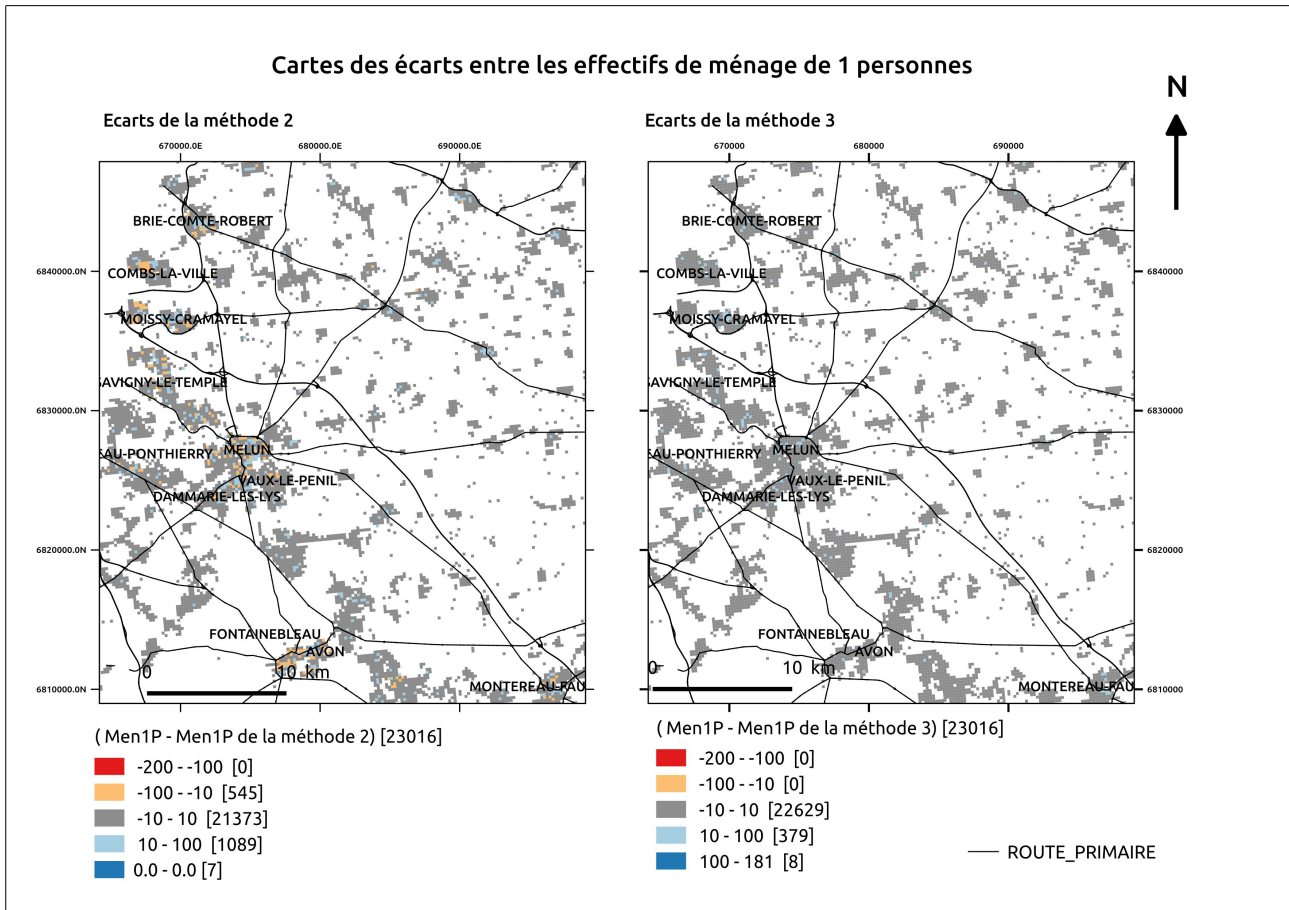 Cartes des écarts entre les effectifs de ménage de 1 personnes
N
Ecarts de la méthode 2
670000.0E 680000.0E 690000.0E
6840000.0N
6830000.0N
6820000.0N
6810000.0N
BRIE-COMTE-ROBERT
COMBS-LA-VILLE
MOISSY-CRAMAYEL
SAVIGNY-LE-TEMPLE
MELUN
EAU-PONTHIERRY
VAUX-LE-PENIL
DAMMARIE-LES-LYS
FONTAINEBLEAU
AVON
0 10 km
MONTEREAU-FAU
( Men1P - Men1P de la méthode 2) [23016]
-200 - -100 [0]
-100 - -10 [545]
-10 - 10 [21373]
10 - 100 [1089]
0.0 - 0.0 [7]
Ecarts de la méthode 3
670000 680000 690000
6840000
6830000
6820000
6810000
BRIE-COMTE-ROBERT
COMBS-LA-VILLE
MOISSY-CRAMAYEL
SAVIGNY-LE-TEMPLE
MELUN
EAU-PONTHIERRY
VAUX-LE-PENIL
DAMMARIE-LES-LYS
FONTAINEBLEAU
AVON
0 10 km
MONTEREAU-FAU
( Men1P - Men1P de la méthode 3) [23016]
-200 - -100 [0]
-100 - -10 [0]
-10 - 10 [22629]
10 - 100 [379]
100 - 181 [8]
ROUTE_PRIMAIRE